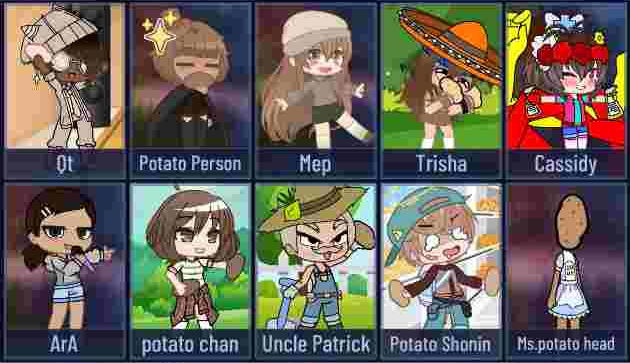 Qt
Potato Person
Mep
Trisha
Cassidy
ArA
potato chan
Uncle Patrick
Potato Shonin
Ms.potato head